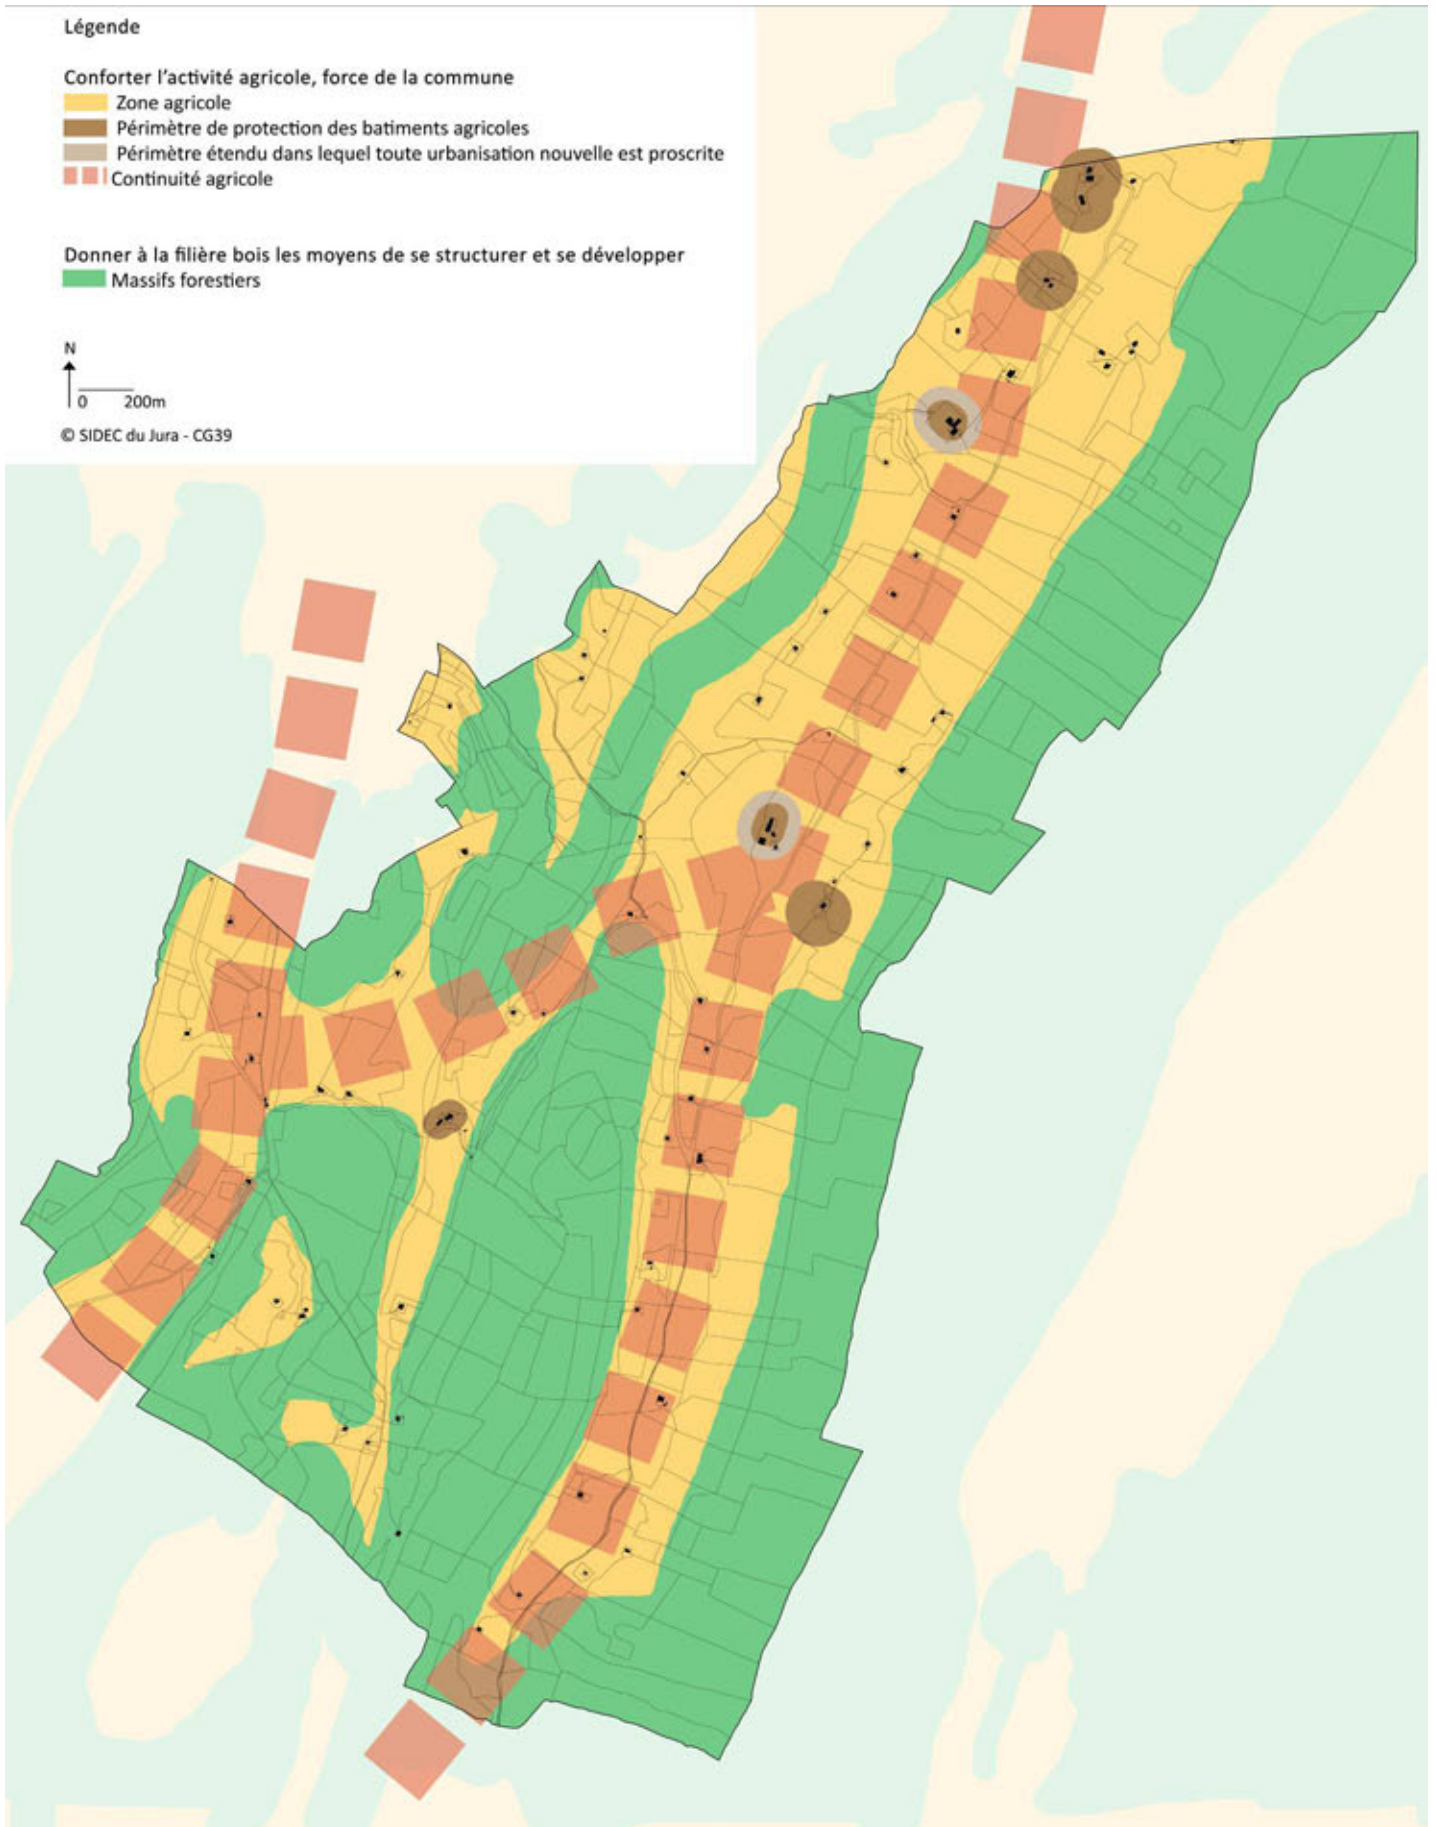 Légende
Conforter l'activité agricole, force de la commune
Zone agricole
Périmètre de protection des batiments agricoles
Périmètre étendu dans lequel toute urbanisation nouvelle est proscrite
Continuité agricole
Donner à la filière bois les moyens de se structurer et se développer
Massifs forestiers
N
0 200m
© SIDEC du Jura - CG39